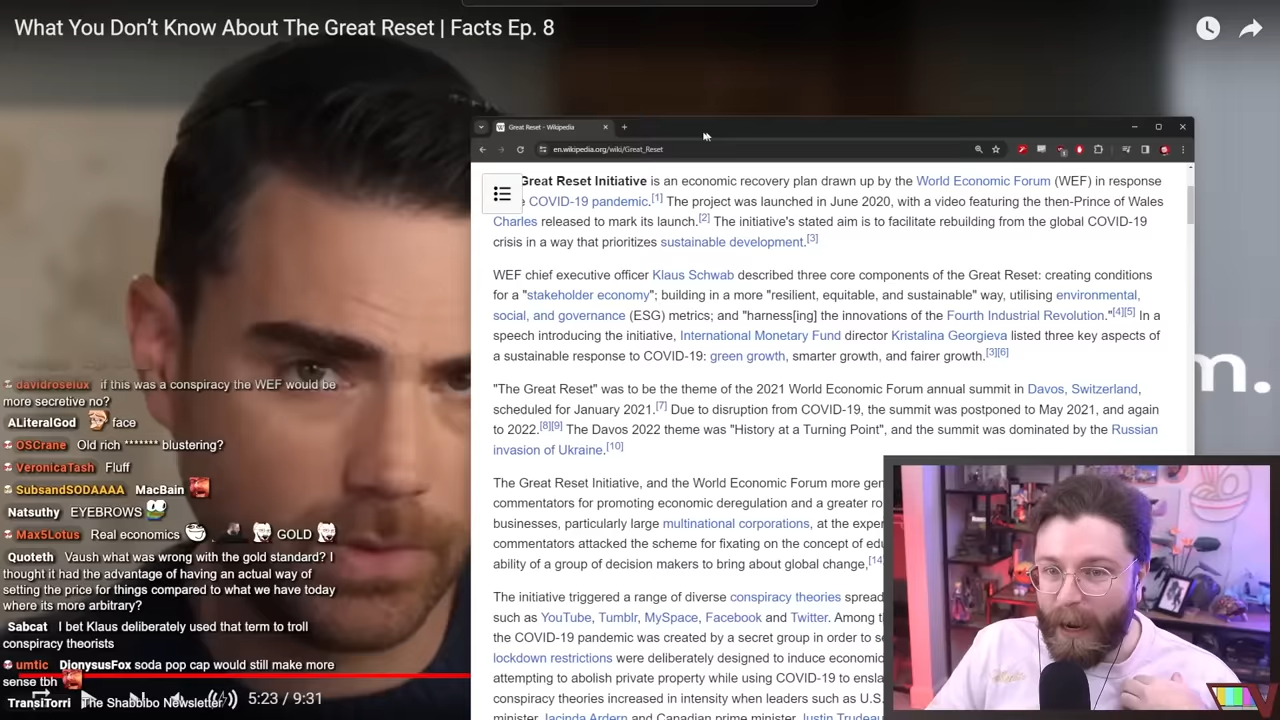 What You Don’t Know About The Great Reset | Facts Ep. 8
Great Reset - Wikipedia
en.wikipedia.org/wiki/Great_Reset
Great Reset Initiative is an economic recovery plan drawn up by the World Economic Forum (WEF) in response
COVID-19 pandemic.[1] The project was launched in June 2020, with a video featuring the then-Prince of Wales
Charles released to mark its launch.[2] The initiative's stated aim is to facilitate rebuilding from the global COVID-19
crisis in a way that prioritizes sustainable development.[3]
WEF chief executive officer Klaus Schwab described three core components of the Great Reset: creating conditions
for a "stakeholder economy"; building in a more "resilient, equitable, and sustainable" way, utilising environmental,
social, and governance (ESG) metrics; and "harness[ing] the innovations of the Fourth Industrial Revolution."[4][5] In a
speech introducing the initiative, International Monetary Fund director Kristalina Georgieva listed three key aspects of
a sustainable response to COVID-19: green growth, smarter growth, and fairer growth.[3][6]
"The Great Reset" was to be the theme of the 2021 World Economic Forum annual summit in Davos, Switzerland,
scheduled for January 2021.[7] Due to disruption from COVID-19, the summit was postponed to May 2021, and again
to 2022.[8][9] The Davos 2022 theme was "History at a Turning Point", and the summit was dominated by the Russian
invasion of Ukraine.[10]
The Great Reset Initiative, and the World Economic Forum more gen
commentators for promoting economic deregulation and a greater ro
businesses, particularly large multinational corporations, at the exper
commentators attacked the scheme for fixating on the concept of edu
ability of a group of decision makers to bring about global change,[14]
The initiative triggered a range of diverse conspiracy theories spread
such as YouTube, Tumblr, MySpace, Facebook and Twitter. Among t
the COVID-19 pandemic was created by a secret group in order to se
lockdown restrictions were deliberately designed to induce economic
attempting to abolish private property while using COVID-19 to ensla
conspiracy theories increased in intensity when leaders such as U.S.
minister, Jacinda Ardern and Canadian prime minister, Justin Trudeau
m.
davidroselux if this was a conspiracy the WEF would be
more secretive no?
ALiteralGod face
OSCrane Old rich ******* blustering?
VeronicaTash Fluff
SubsandSODAAAA MacBain
Natsuthy EYEBROWS
Max5Lotus Real economics GOLD
Quoteth Vaush what was wrong with the gold standard? I
thought it had the advantage of having an actual way of
setting the price for things compared to what we have today
where its more arbitrary?
Sabcat I bet Klaus deliberately used that term to troll
conspiracy theorists
umtic DionysusFox soda pop cap would still make more
sense tbh
TransiTorri The Shabbibo Newsletter
5:23 / 9:31